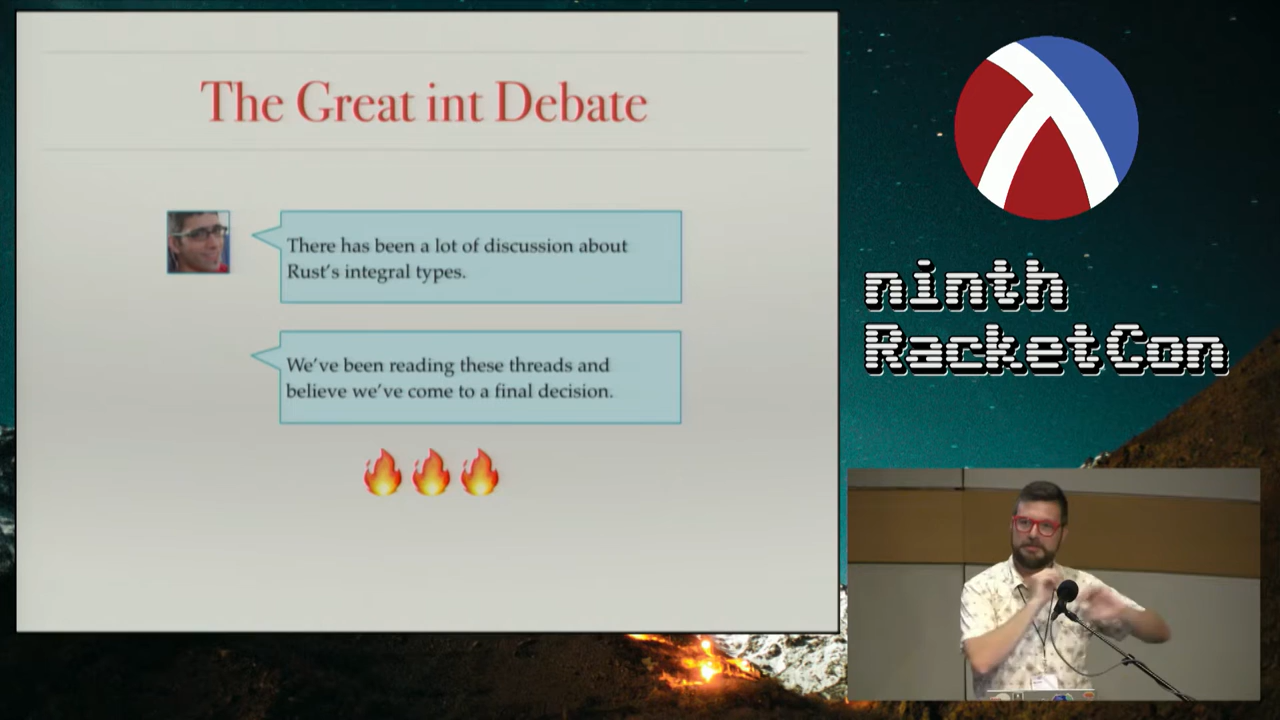 The Great int Debate
There has been a lot of discussion about
Rust's integral types.
We've been reading these threads and
believe we've come to a final decision.
ninth
RacketCon